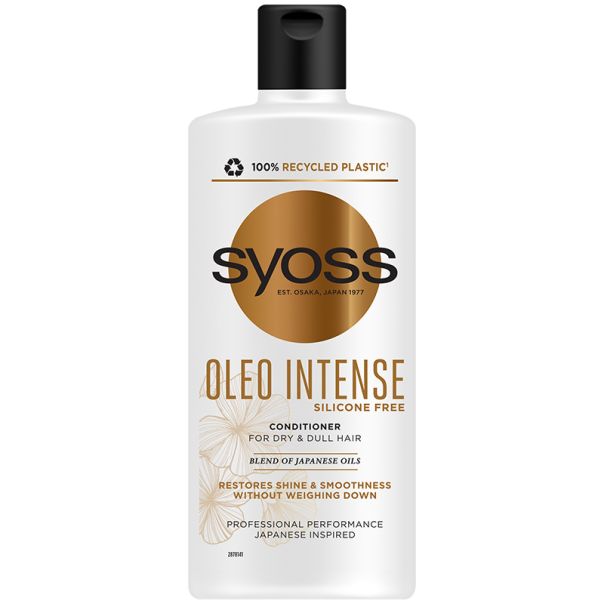 100% RECYCLED PLASTIC¹
syoss
EST. OSAKA, JAPAN 1977
OLEO INTENSE
SILICONE FREE
CONDITIONER
FOR DRY & DULL HAIR
BLEND OF JAPANESE OILS
RESTORES SHINE & SMOOTHNESS
WITHOUT WEIGHING DOWN
PROFESSIONAL PERFORMANCE
JAPANESE INSPIRED
2878141